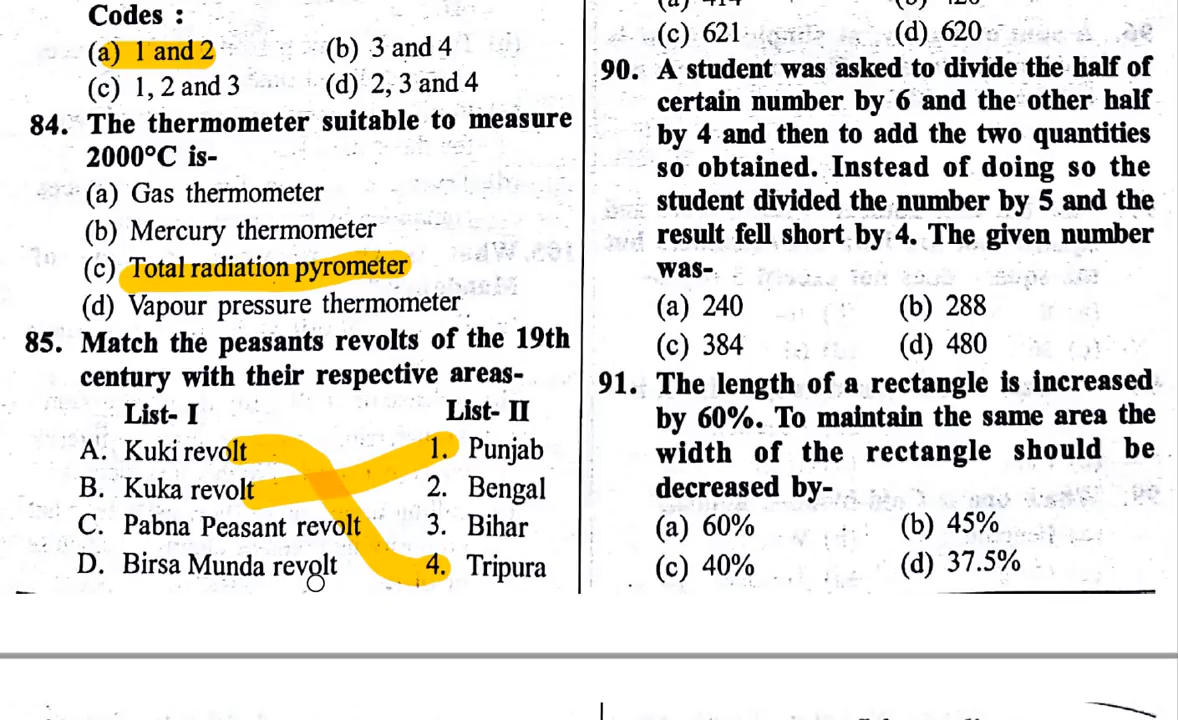 Codes :
(a) 1 and 2 (b) 3 and 4
(c) 1, 2 and 3 (d) 2, 3 and 4
84. The thermometer suitable to measure
2000°C is-
(a) Gas thermometer
(b) Mercury thermometer
(c) Total radiation pyrometer
(d) Vapour pressure thermometer
85. Match the peasants revolts of the 19th
century with their respective areas-
List- I List- II
A. Kuki revolt 1. Punjab
B. Kuka revolt 2. Bengal
C. Pabna Peasant revolt 3. Bihar
D. Birsa Munda revolt 4. Tripura
(c) 621 (d) 620
90. A student was asked to divide the half of
certain number by 6 and the other half
by 4 and then to add the two quantities
so obtained. Instead of doing so the
student divided the number by 5 and the
result fell short by 4. The given number
was-
(a) 240 (b) 288
(c) 384 (d) 480
91. The length of a rectangle is increased
by 60%. To maintain the same area the
width of the rectangle should be
decreased by-
(a) 60% (b) 45%
(c) 40% (d) 37.5%